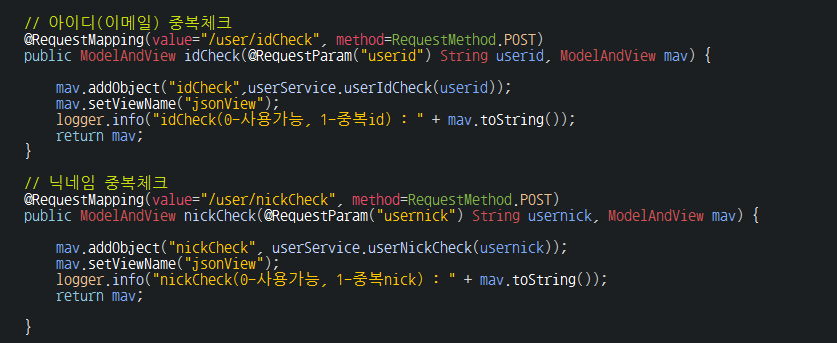 // 아이디(이메일) 중복체크
@RequestMapping(value="/user/idCheck", method=RequestMethod.POST)
public ModelAndView idCheck(@RequestParam("userid") String userid, ModelAndView mav) {
mav.addObject("idCheck",userService.userIdCheck(userid));
mav.setViewName("jsonView");
logger.info("idCheck(0-사용가능, 1-중복id) : " + mav.toString());
return mav;
}
// 닉네임 중복체크
@RequestMapping(value="/user/nickCheck", method=RequestMethod.POST)
public ModelAndView nickCheck(@RequestParam("usernick") String usernick, ModelAndView mav) {
mav.addObject("nickCheck", userService.userNickCheck(usernick));
mav.setViewName("jsonView");
logger.info("nickCheck(0-사용가능, 1-중복nick) : " + mav.toString());
return mav;
}